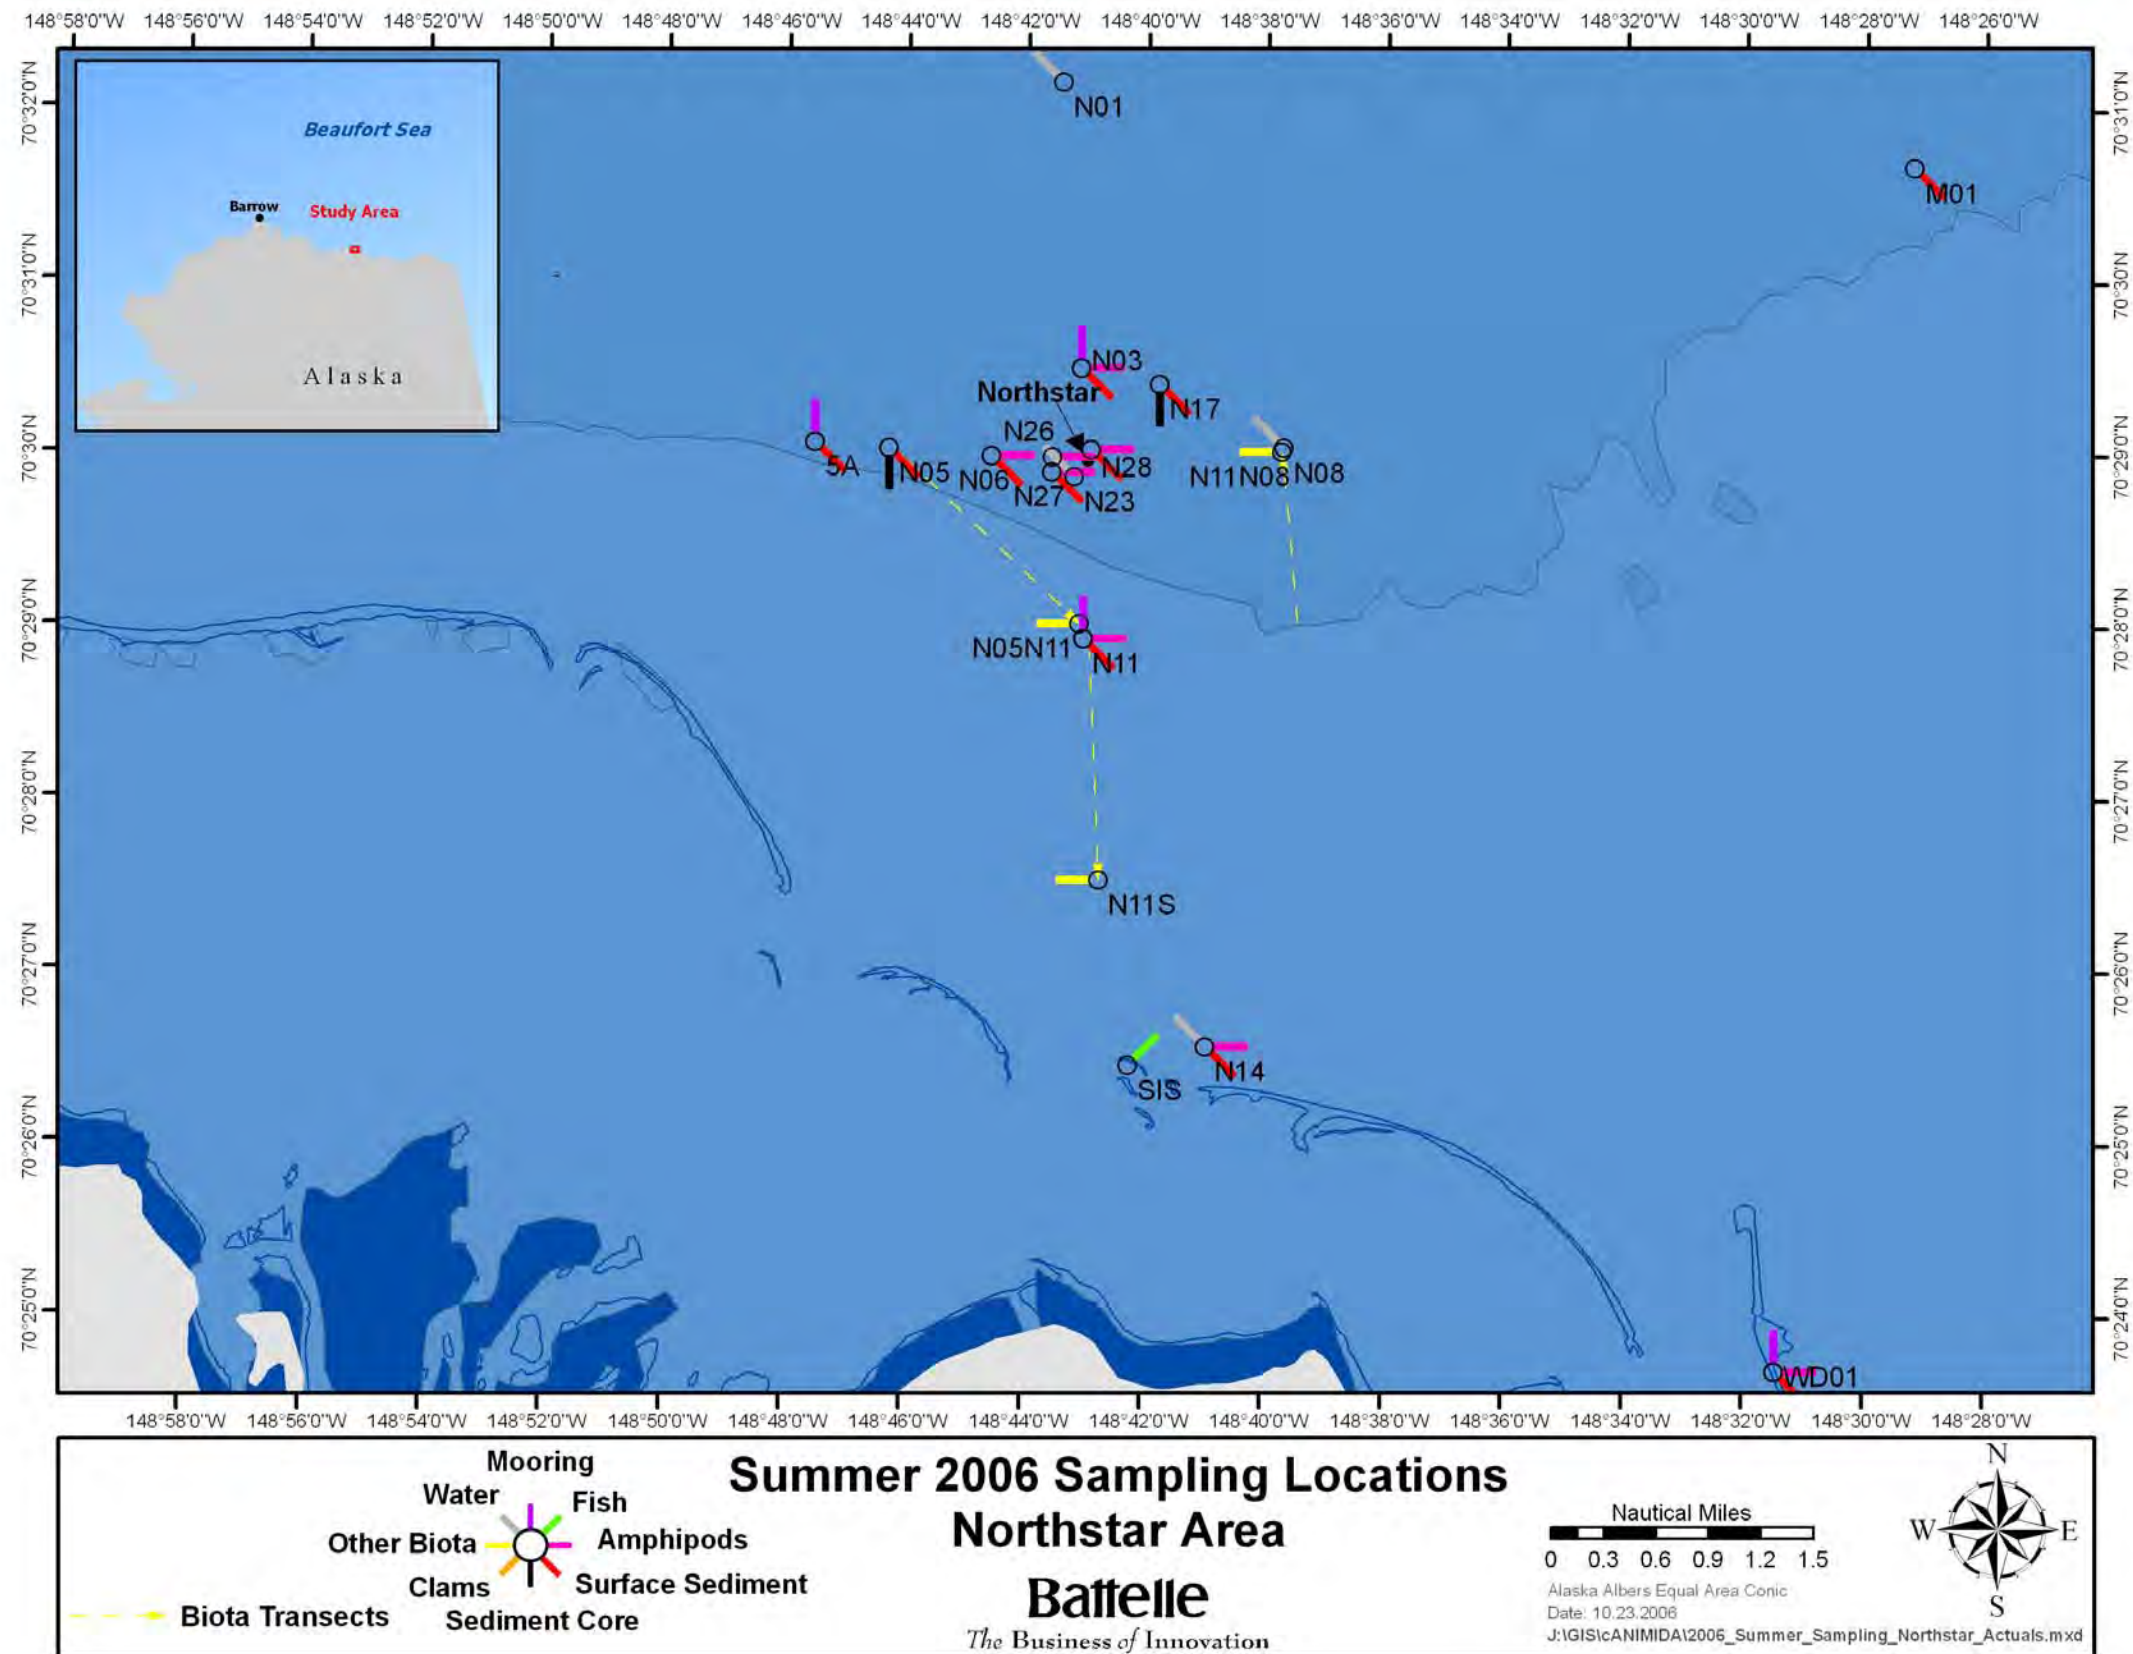 148°58'0"W 148°56'0"W 148°54'0"W 148°52'0"W 148°50'0"W 148°48'0"W 148°46'0"W 148°44'0"W 148°42'0"W 148°40'0"W 148°38'0"W 148°36'0"W 148°34'0"W 148°32'0"W 148°30'0"W 148°28'0"W 148°26'0"W
70°32'0"N
70°31'0"N
70°30'0"N
70°29'0"N
70°28'0"N
70°27'0"N
70°26'0"N
70°25'0"N
Beaufort Sea
Barrow
Study Area
Alaska
N01
M01
N03
Northstar
N17
N26
5A
N05
N06
N28
N27
N23
N11N08
N08
N05N11
N11
N11S
SIS
N14
WD01
70°31'0"N
70°30'0"N
70°29'0"N
70°28'0"N
70°27'0"N
70°26'0"N
70°25'0"N
70°24'0"N
148°58'0"W 148°56'0"W 148°54'0"W 148°52'0"W 148°50'0"W 148°48'0"W 148°46'0"W 148°44'0"W 148°42'0"W 148°40'0"W 148°38'0"W 148°36'0"W 148°34'0"W 148°32'0"W 148°30'0"W 148°28'0"W
Mooring
Water
Fish
Other Biota
Amphipods
Clams
Surface Sediment
Sediment Core
Biota Transects
Summer 2006 Sampling Locations
Northstar Area
Battelle
The Business of Innovation
Nautical Miles
0 0.3 0.6 0.9 1.2 1.5
Alaska Albers Equal Area Conic
Date: 10.23.2006
J:\GIS\cANIMIDA\2006_Summer_Sampling_Northstar_Actuals.mxd
N
W
E
S